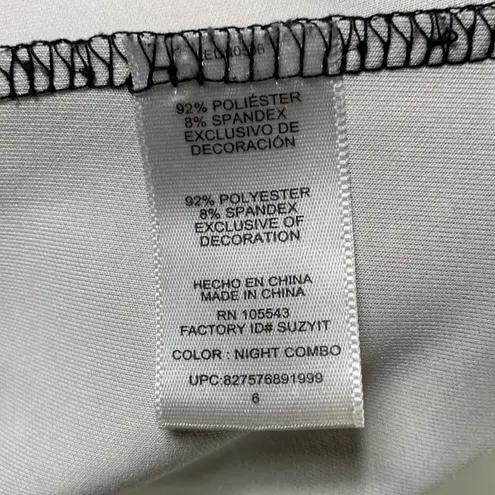 92% POLIÉSTER
8% SPANDEX
EXCLUSIVO DE
DECORACIÓN
92% POLYESTER
8% SPANDEX
EXCLUSIVE OF
DECORATION
HECHO EN CHINA
MADE IN CHINA
RN 105543
FACTORY ID# SUZYIT
COLOR : NIGHT COMBO
UPC:827576891999
6